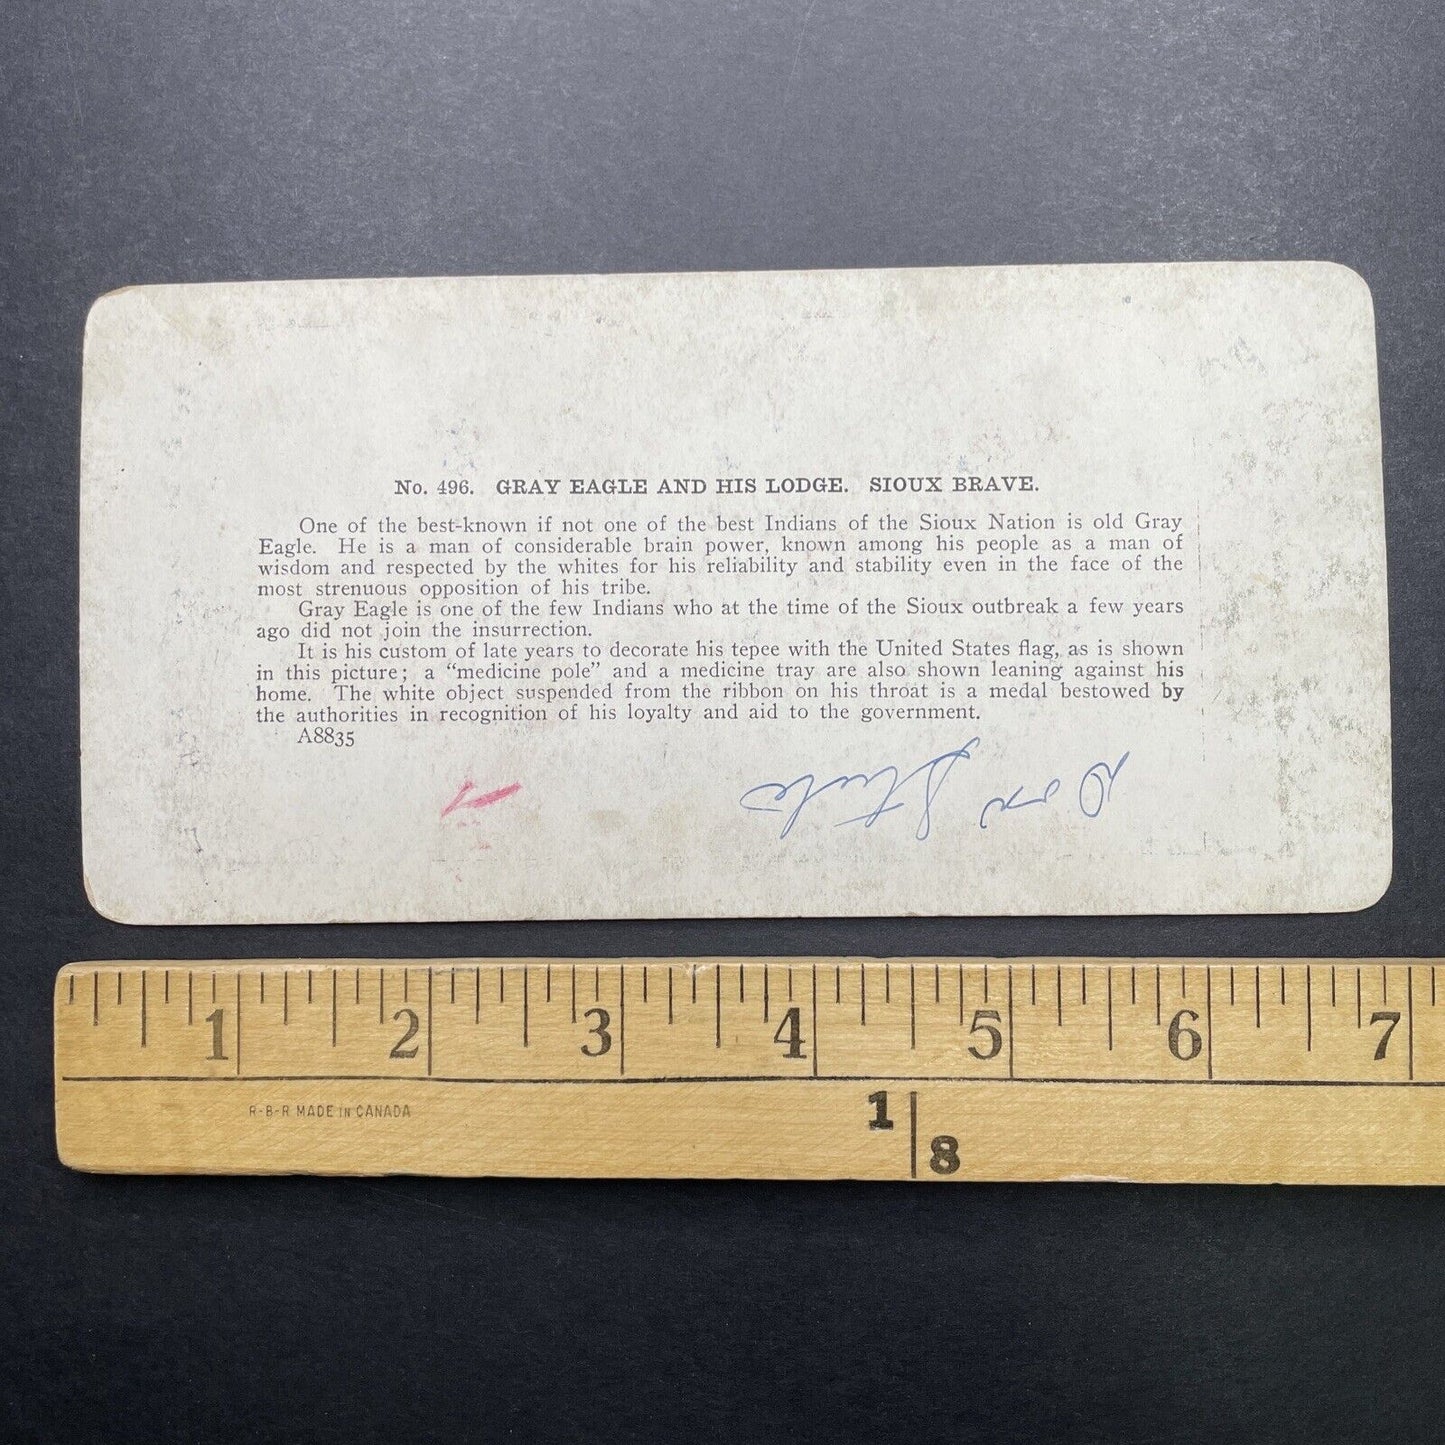 No. 496. GRAY EAGLE AND HIS LODGE. SIOUX BRAVE.
One of the best-known if not one of the best Indians of the Sioux Nation is old Gray
Eagle. He is a man of considerable brain power, known among his people as a man of
wisdom and respected by the whites for his reliability and stability even in the face of the
most strenuous opposition of his tribe.
Gray Eagle is one of the few Indians who at the time of the Sioux outbreak a few years
ago did not join the insurrection.
It is his custom of late years to decorate his tepee with the United States flag, as is shown
in this picture; a “medicine pole” and a medicine tray are also shown leaning against his
home. The white object suspended from the ribbon on his throat is a medal bestowed by
the authorities in recognition of his loyalty and aid to the government.
A8835
Don
1 2 3 4 5 6 7
R-B-R MADE IN CANADA
1
8